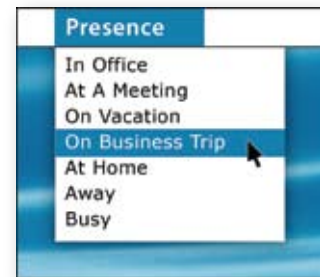 Presence
In Office
At A Meeting
On Vacation
On Business Trip
At Home
Away
Busy